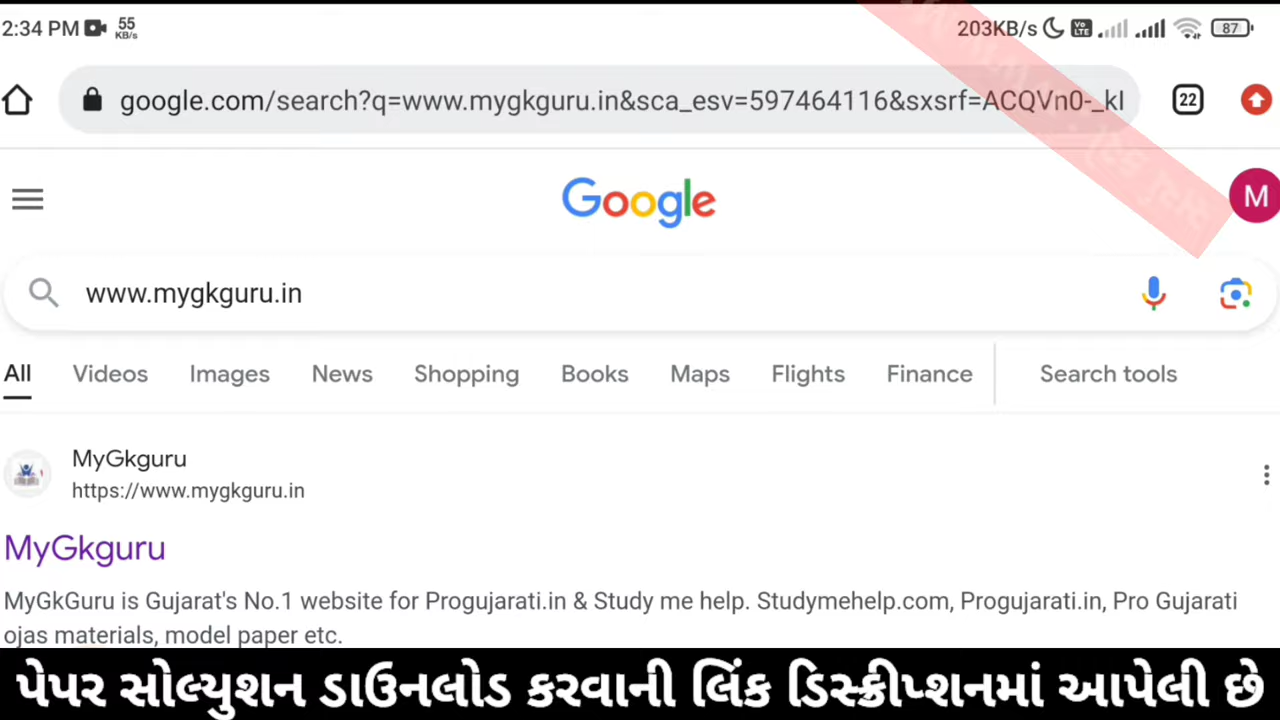 2:34 PM 55 KB/s 203KB/s Vo LTE 87
google.com/search?q=www.mygkguru.in&sca_esv=597464116&sxsrf=ACQVn0-_kI 22
Google
M
www.mygkguru.in
All Videos Images News Shopping Books Maps Flights Finance Search tools
MyGkguru
https://www.mygkguru.in
MyGkguru
MyGkGuru is Gujarat's No.1 website for Progujarati.in & Study me help. Studymehelp.com, Progujarati.in, Pro Gujarati
ojas materials, model paper etc.
પેપર સોલ્યુશન ડાઉનલોડ કરવાની લિંક ડિસ્ક્રીપ્શનમાં આપેલી છે